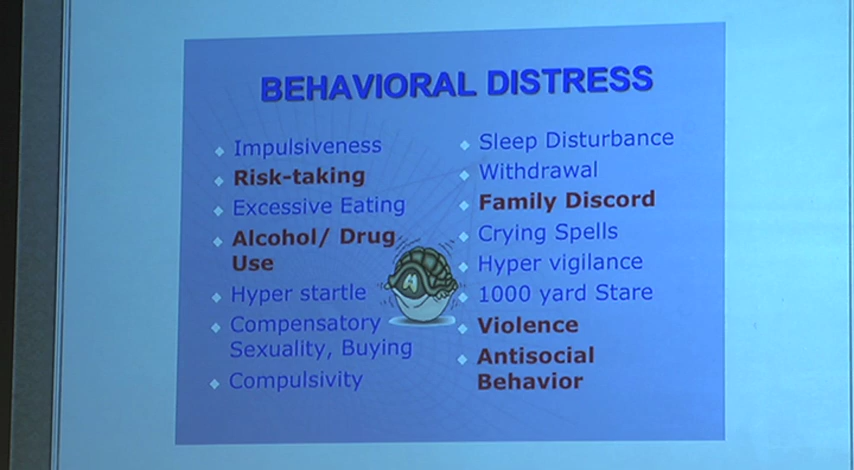 BEHAVIORAL DISTRESS
Impulsiveness
Risk-taking
Excessive Eating
Alcohol/ Drug
Use
Hyper startle
Compensatory
Sexuality, Buying
Compulsivity
Sleep Disturbance
Withdrawal
Family Discord
Crying Spells
Hyper vigilance
1000 yard Stare
Violence
Antisocial
Behavior